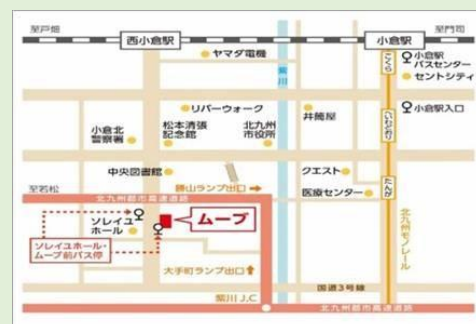 至戸畑
西小倉駅
小倉駅
至門司
ヤマダ電機
小倉駅
バスセンター
セントシティ
こくら
紫川
リバーウォーク
井筒屋
小倉駅入口
小倉北
警察署
松本清張
記念館
北九州
市役所
いわどおり
中央図書館
クエスト
たんが
勝山ランプ出口
医療センター
至若松
北九州都市高速道路
ソレイユ
ホール
ムーブ
北九州モノレール
ソレイユホール・
ムーブ前バス停
大手町ランプ出口
国道3号線
紫川 J.C
北九州都市高速道路